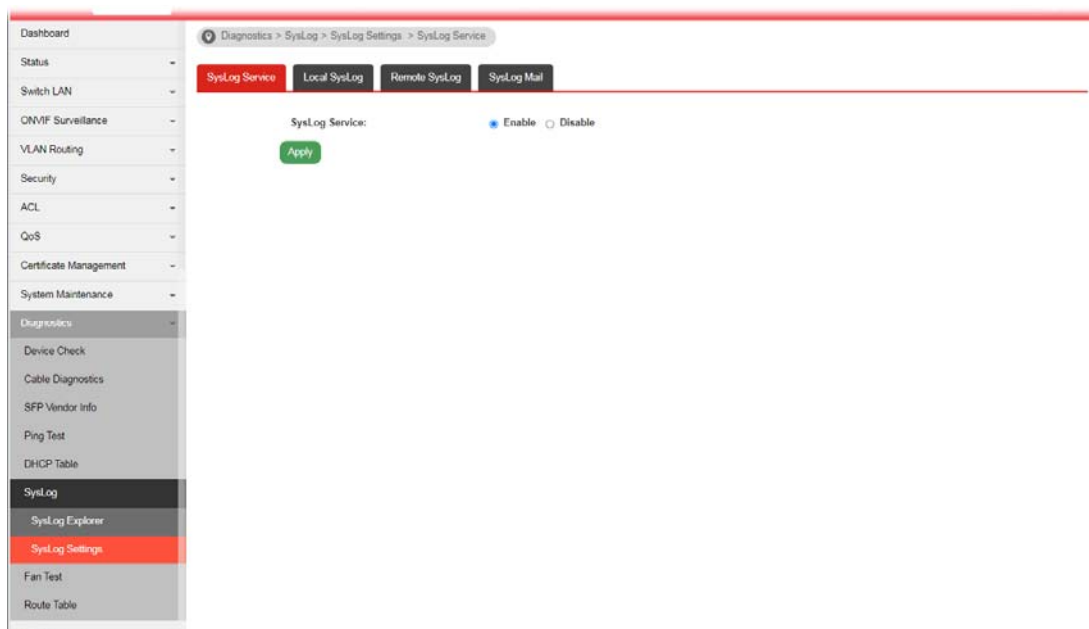 Dashboard
Status
Switch LAN
ONVIF Surveillance
VLAN Routing
Security
ACL
QoS
Certificate Management
System Maintenance
Diagnostics
Device Check
Cable Diagnostics
SFP Vendor Info
Ping Test
DHCP Table
SysLog
SysLog Explorer
SysLog Settings
Fan Test
Route Table
Diagnostics > SysLog > SysLog Settings > SysLog Service
SysLog Service Local SysLog Remote SysLog SysLog Mail
SysLog Service: Enable Disable
Apply